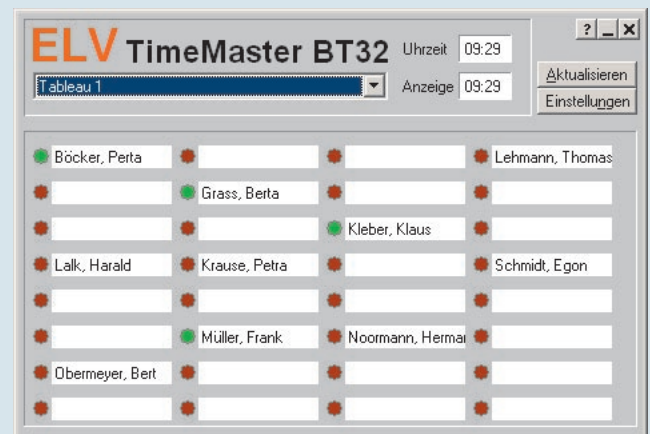 ? _ X
ELV TimeMaster BT32 Uhrzeit 09:29
Tableau 1 Anzeige 09:29
Aktualisieren
Einstellungen
Böcker, Perta Lehmann, Thomas
Grass, Berta
Kleber, Klaus
Lalk, Harald Krause, Petra Schmidt, Egon
Müller, Frank Noormann, Herma
Obermeyer, Bert